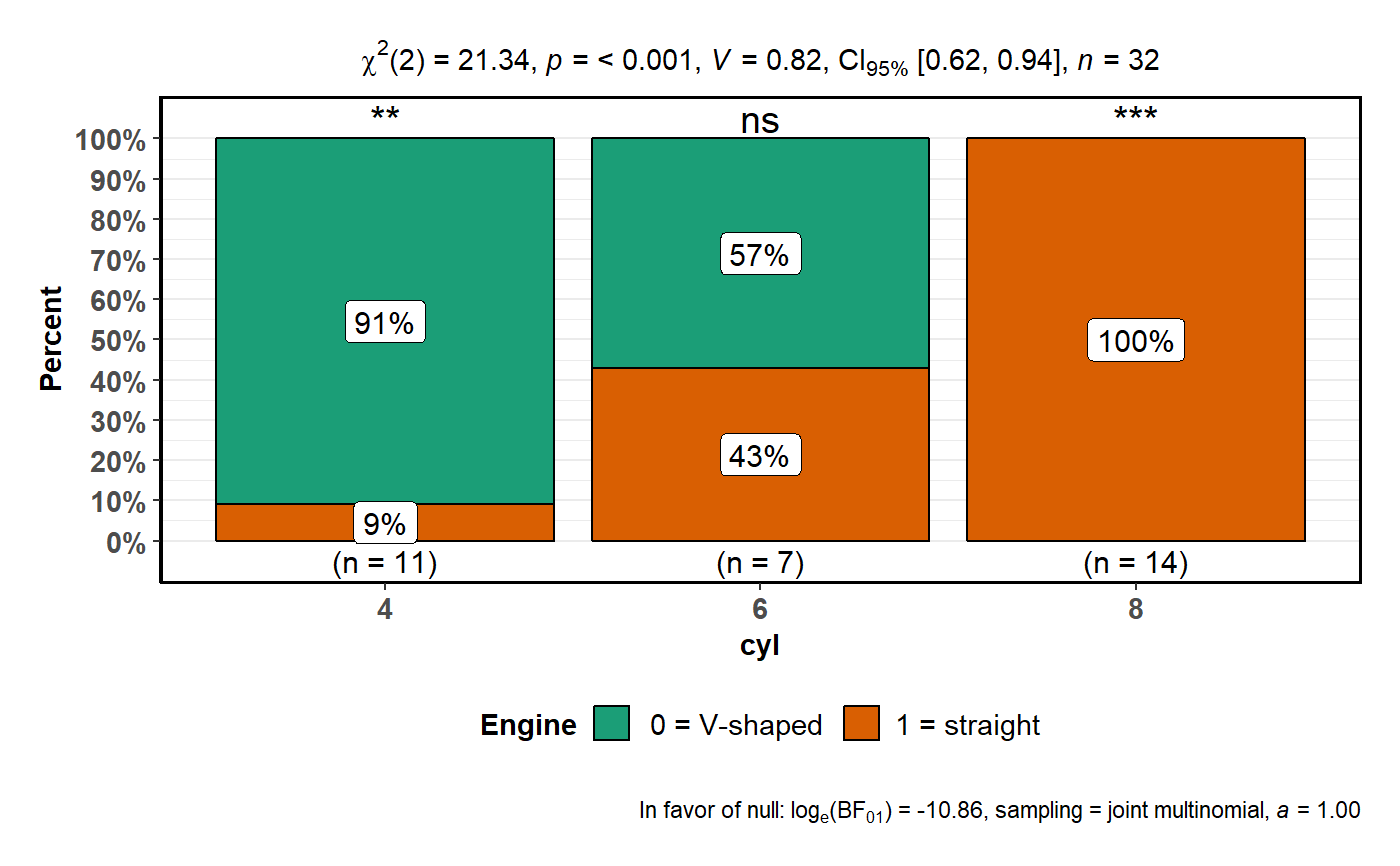 χ2(2) = 21.34, p = < 0.001, V = 0.82, CI95% [0.62, 0.94], n = 32
** ns ***
100%
90%
80%
70%
60%
50%
40%
30%
20%
10%
0%
Percent
91%
9%
57%
43%
100%
(n = 11) (n = 7) (n = 14)
4 6 8
cyl
Engine 0 = V-shaped 1 = straight
In favor of null: loge(BF01) = -10.86, sampling = joint multinomial, a = 1.00